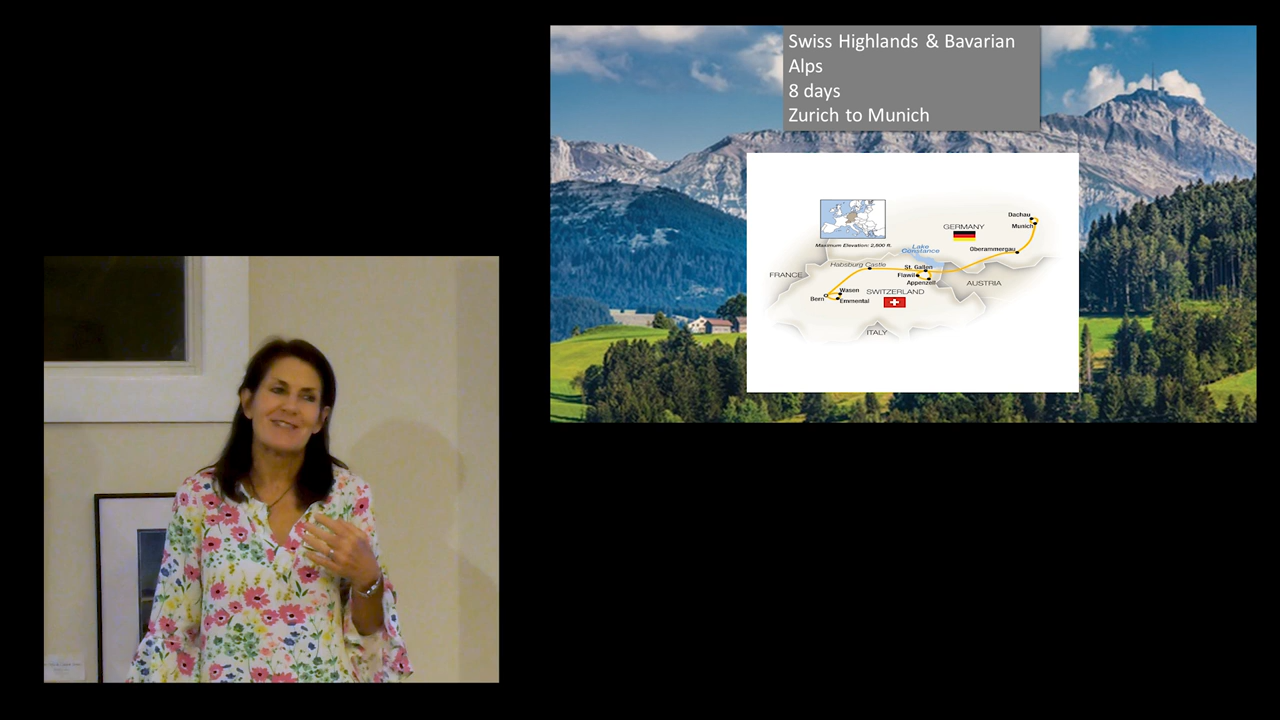 Swiss Highlands & Bavarian
Alps
8 days
Zurich to Munich
Maximum Elevation: 2,800 ft.
GERMANY
Dachau
Munich
Oberammergau
Lake
Constance
Habsburg Castle
St. Gallen
Flawil
Appenzell
FRANCE
AUSTRIA
SWITZERLAND
Wasen
Bern
Emmental
ITALY